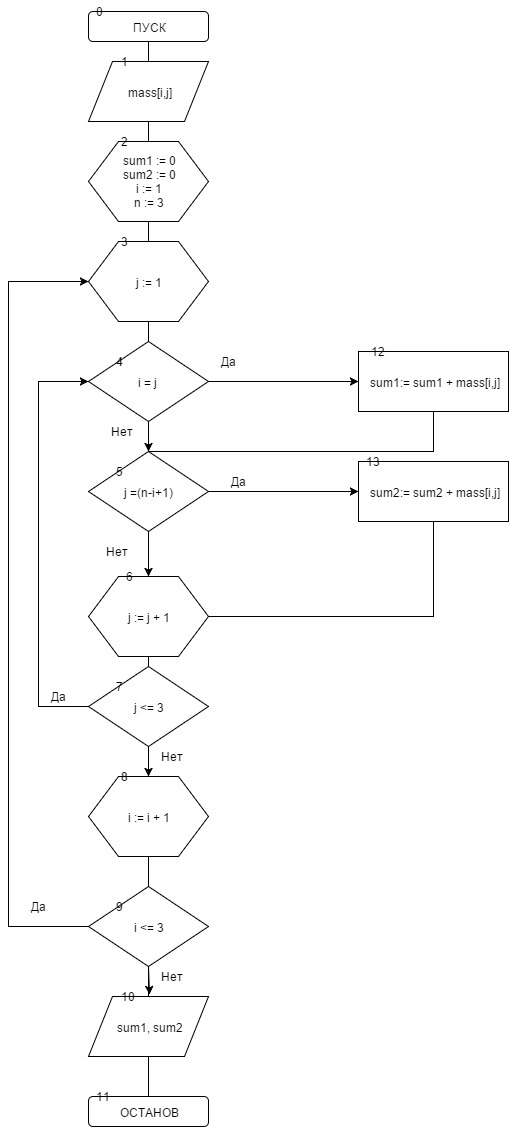 0
ПУСК
1
mass[i,j]
2
sum1 := 0
sum2 := 0
i := 1
n := 3
3
j := 1
4
i = j
Да
12
sum1:= sum1 + mass[i,j]
Нет
5
j =(n-i+1)
Да
13
sum2:= sum2 + mass[i,j]
Нет
6
j := j + 1
7
j <= 3
Да
Нет
8
i := i + 1
9
i <= 3
Да
Нет
10
sum1, sum2
11
ОСТАНОВ